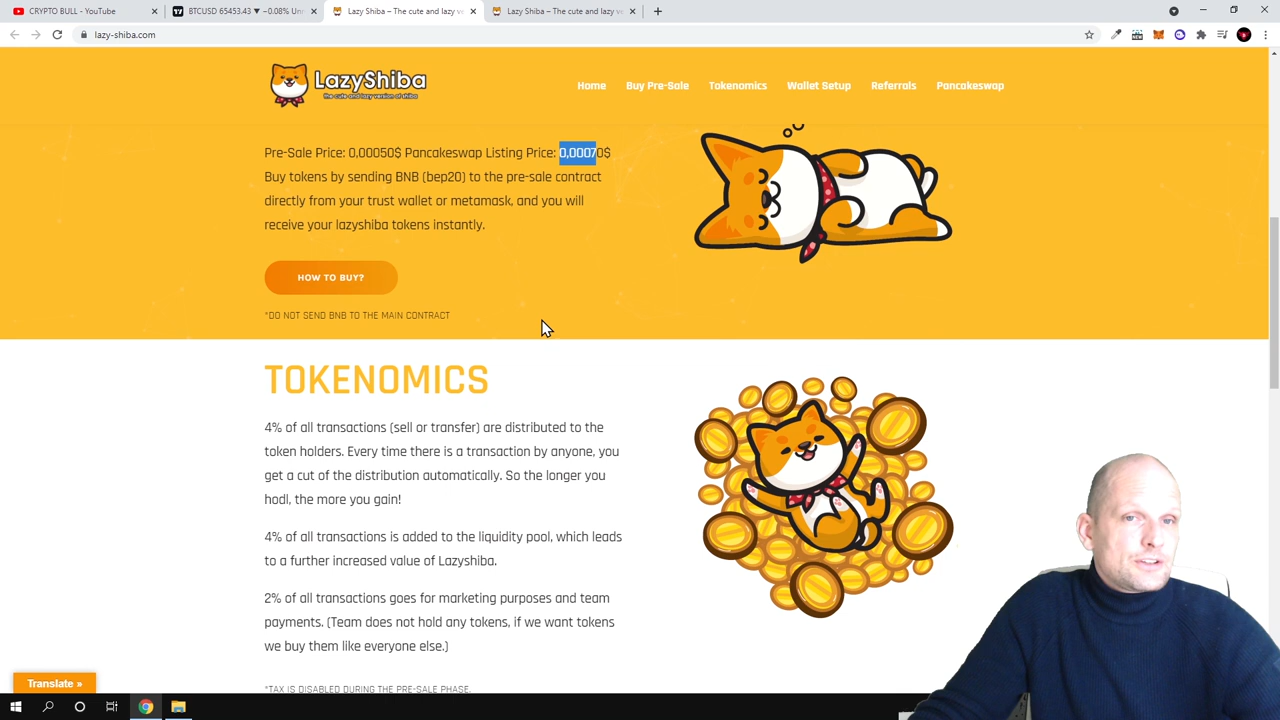 CRYPTO BULL - YouTube
BTCUSD 65453.43 ▼ −0.08% Un
Lazy Shiba – The cute and lazy v
Lazy Shiba – The cute and lazy v
lazy-shiba.com
LazyShiba
the cute and lazy version of shiba
Home Buy Pre-Sale Tokenomics Wallet Setup Referrals Pancakeswap
Pre-Sale Price: 0,00050$ Pancakeswap Listing Price: 0,00070$
Buy tokens by sending BNB (bep20) to the pre-sale contract
directly from your trust wallet or metamask, and you will
receive your lazyshiba tokens instantly.
HOW TO BUY?
*DO NOT SEND BNB TO THE MAIN CONTRACT
TOKENOMICS
4% of all transactions (sell or transfer) are distributed to the
token holders. Every time there is a transaction by anyone, you
get a cut of the distribution automatically. So the longer you
hodl, the more you gain!
4% of all transactions is added to the liquidity pool, which leads
to a further increased value of Lazyshiba.
2% of all transactions goes for marketing purposes and team
payments. (Team does not hold any tokens, if we want tokens
we buy them like everyone else.)
*TAX IS DISABLED DURING THE PRE-SALE PHASE.
Translate »